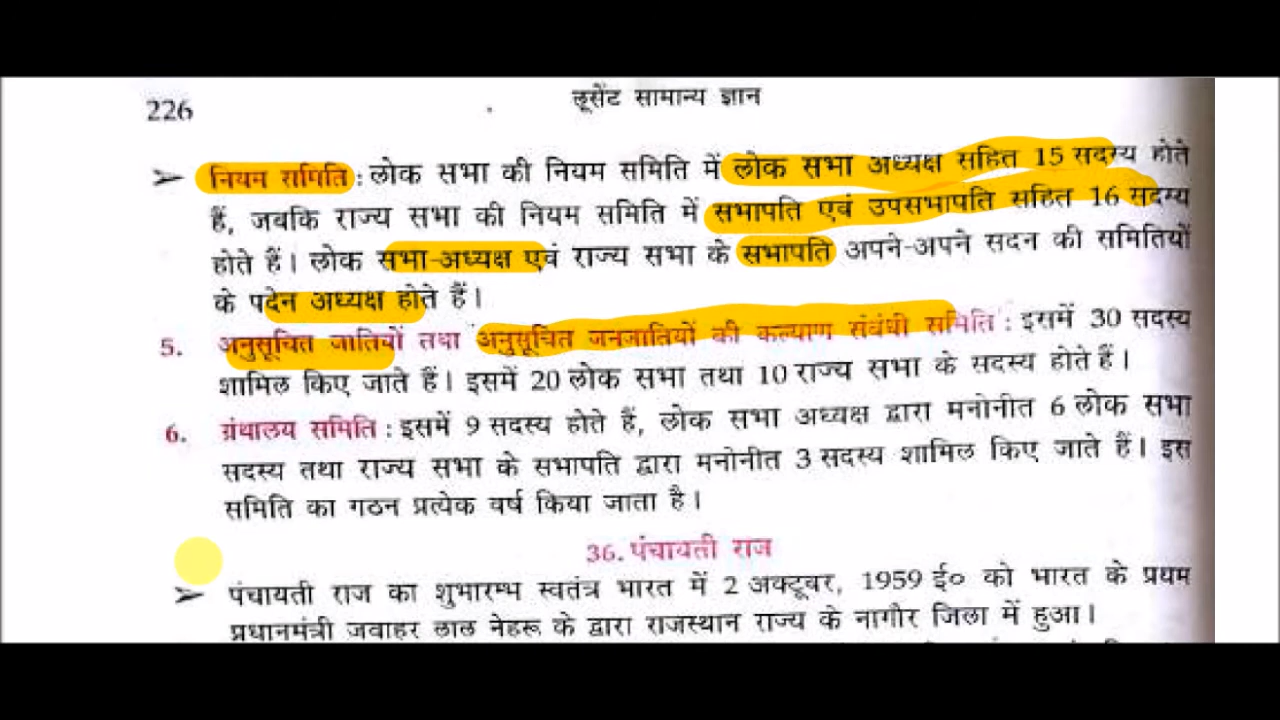 226
लूसेंट सामान्य ज्ञान
➢ नियम समिति : लोक सभा की नियम समिति में लोक सभा अध्यक्ष सहित 15 सदस्य होते
हैं, जबकि राज्य सभा की नियम समिति में सभापति एवं उपसभापति सहित 16 सदस्य
होते हैं। लोक सभा-अध्यक्ष एवं राज्य सभा के सभापति अपने-अपने सदन की समितियों
के पदेन अध्यक्ष होते हैं।
5. अनुसूचित जातियों तथा अनुसूचित जनजातियों की कल्याण संबंधी समिति : इसमें 30 सदस्य
शामिल किए जाते हैं। इसमें 20 लोक सभा तथा 10 राज्य सभा के सदस्य होते हैं।
6. ग्रंथालय समिति : इसमें 9 सदस्य होते हैं, लोक सभा अध्यक्ष द्वारा मनोनीत 6 लोक सभा
सदस्य तथा राज्य सभा के सभापति द्वारा मनोनीत 3 सदस्य शामिल किए जाते हैं। इस
समिति का गठन प्रत्येक वर्ष किया जाता है।
36. पंचायती राज
➢ पंचायती राज का शुभारम्भ स्वतंत्र भारत में 2 अक्टूबर, 1959 ई० को भारत के प्रथम
प्रधानमंत्री जवाहर लाल नेहरू के द्वारा राजस्थान राज्य के नागौर जिला में हुआ।